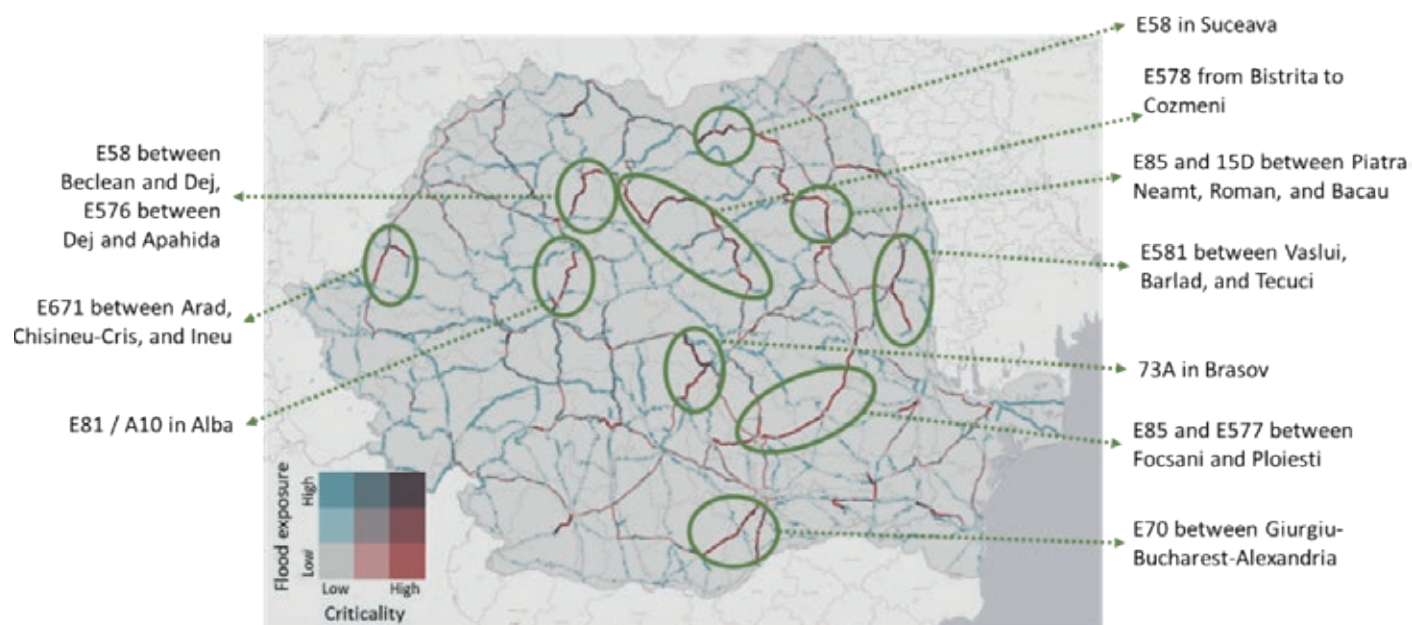 E58 in Suceava
E578 from Bistrita to
Cozmeni
E58 between
Beclean and Dej,
E576 between
Dej and Apahida
E85 and 15D between Piatra
Neamt, Roman, and Bacau
E581 between Vaslui,
Barlad, and Tecuci
E671 between Arad,
Chisineu-Cris, and Ineu
73A in Brasov
E81 / A10 in Alba
E85 and E577 between
Focsani and Ploiesti
E70 between Giurgiu-
Bucharest-Alexandria
Flood exposure
High
Low
Low High
Criticality